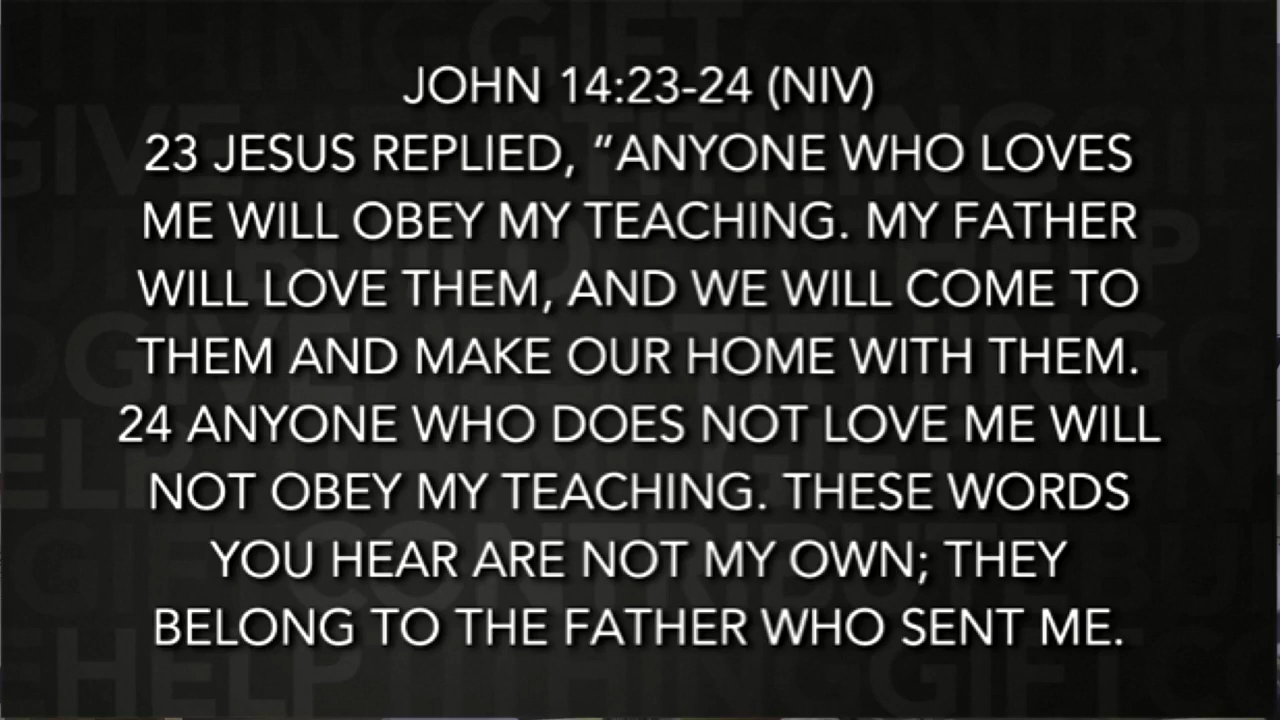 JOHN 14:23-24 (NIV)
23 JESUS REPLIED, “ANYONE WHO LOVES
ME WILL OBEY MY TEACHING. MY FATHER
WILL LOVE THEM, AND WE WILL COME TO
THEM AND MAKE OUR HOME WITH THEM.
24 ANYONE WHO DOES NOT LOVE ME WILL
NOT OBEY MY TEACHING. THESE WORDS
YOU HEAR ARE NOT MY OWN; THEY
BELONG TO THE FATHER WHO SENT ME.